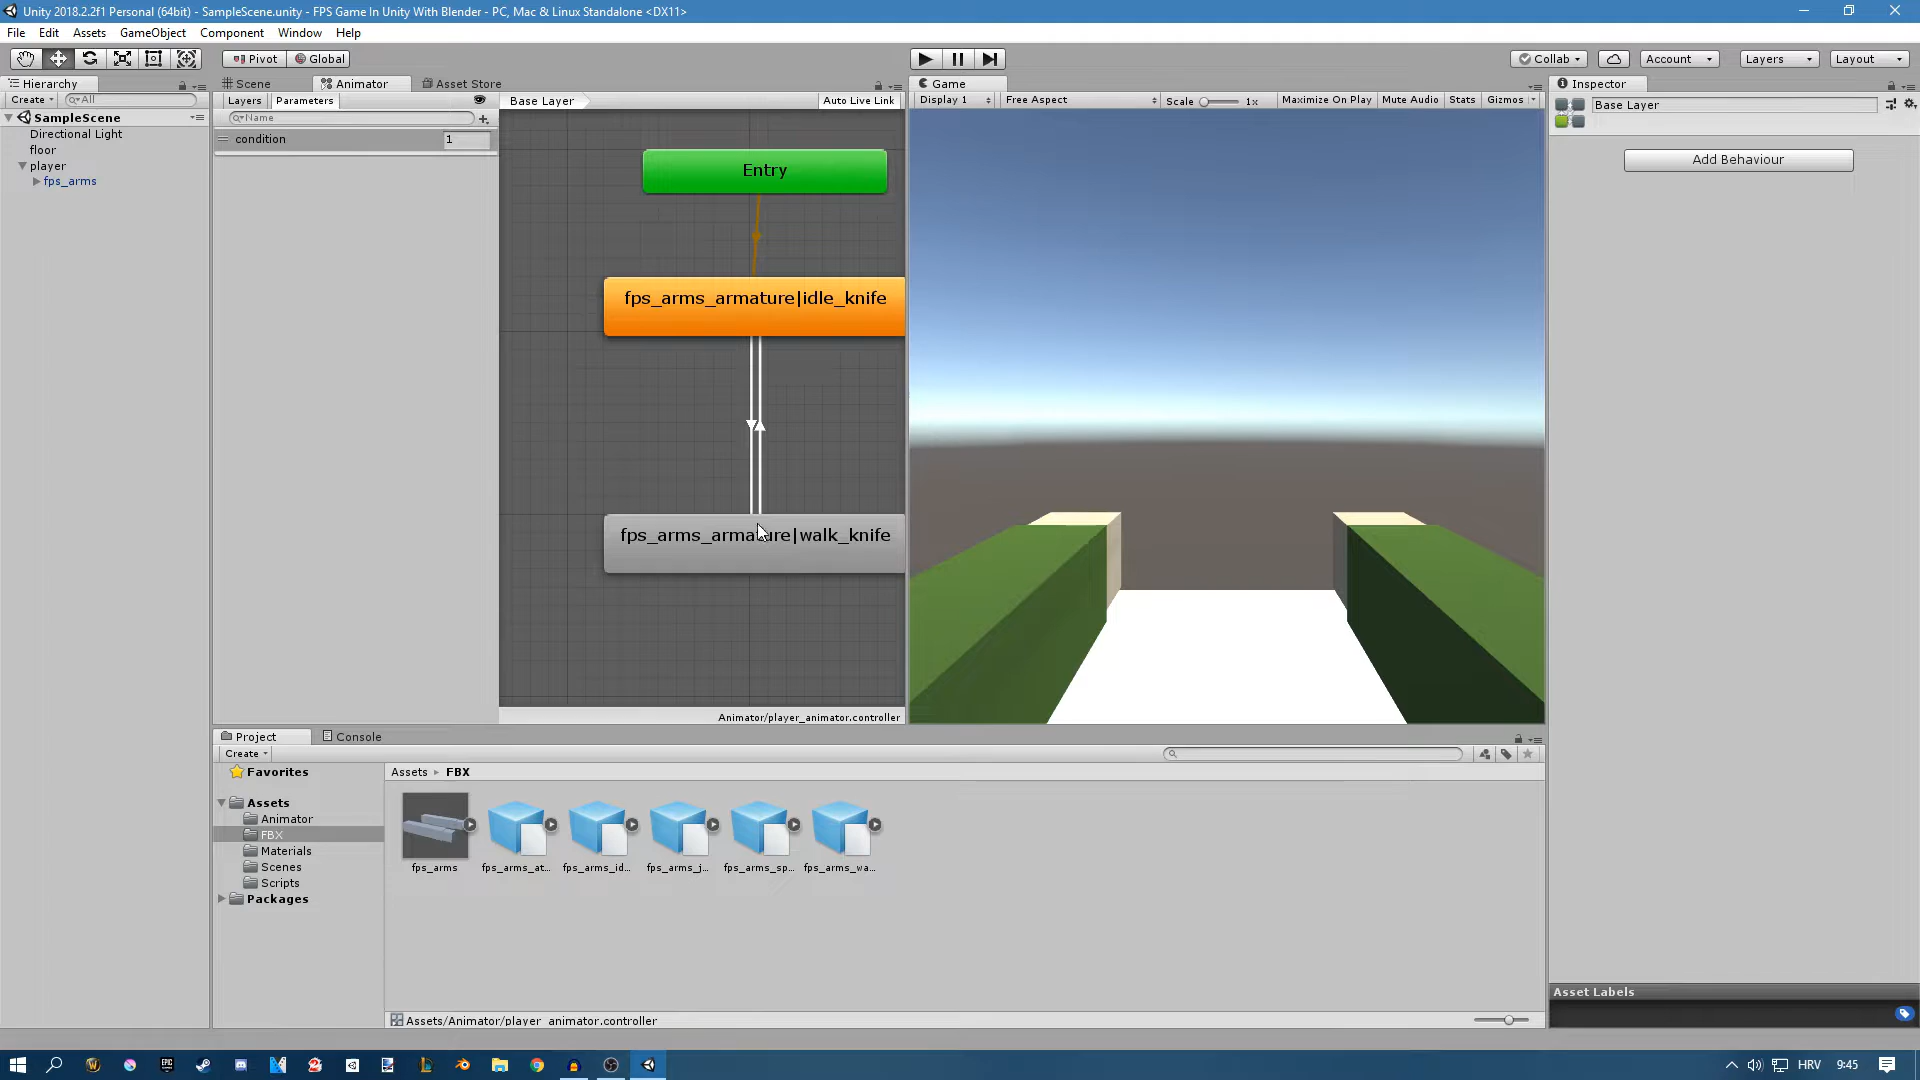 Unity 2018.2.2f1 Personal (64bit) - SampleScene.unity - FPS Game In Unity With Blender - PC, Mac & Linux Standalone <DX11>
File Edit Assets GameObject Component Window Help
Pivot Global Collab Account Layers Layout
Hierarchy Scene Animator Asset Store Game Inspector
Create All Layers Parameters Base Layer Auto Live Link Display 1 Free Aspect Scale 1x Maximize On Play Mute Audio Stats Gizmos Base Layer
SampleScene
Name
Directional Light
condition 1
floor
player
fps_arms
Add Behaviour
Entry
fps_arms_armature|idle_knife
fps_arms_armature|walk_knife
Animator/player_animator.controller
Project Console
Create
Favorites
Assets FBX
Assets
Animator
FBX
Materials
Scenes
Scripts
Packages
fps_arms fps_arms_at... fps_arms_id... fps_arms_j... fps_arms_sp... fps_arms_wa...
Asset Labels
Assets/Animator/player_animator.controller
HRV 9:45